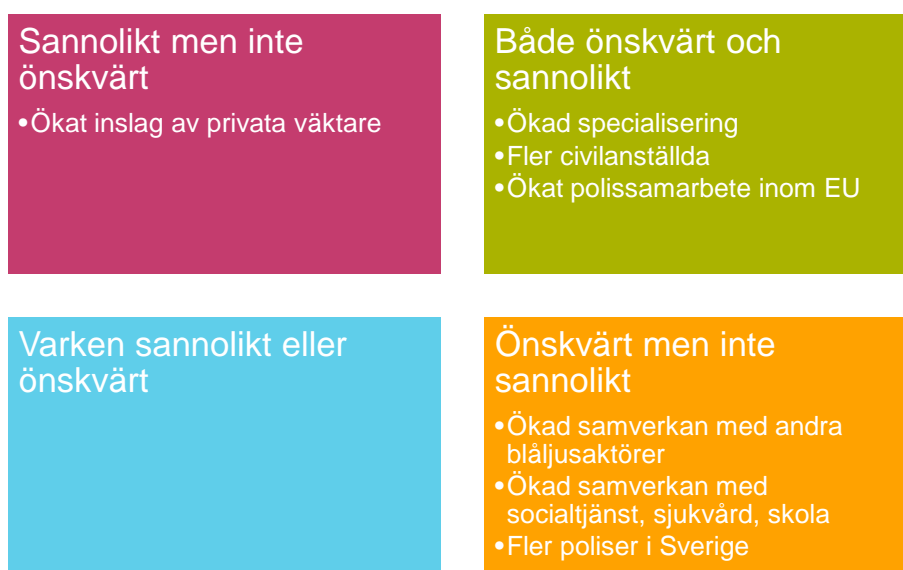 Sannolikt men inte
önskvärt
•Ökat inslag av privata väktare
Både önskvärt och
sannolikt
•Ökad specialisering
•Fler civilanställda
•Ökat polissamarbete inom EU
Varken sannolikt eller
önskvärt
Önskvärt men inte
sannolikt
•Ökad samverkan med andra
blåljusaktörer
•Ökad samverkan med
socialtjänst, sjukvård, skola
•Fler poliser i Sverige